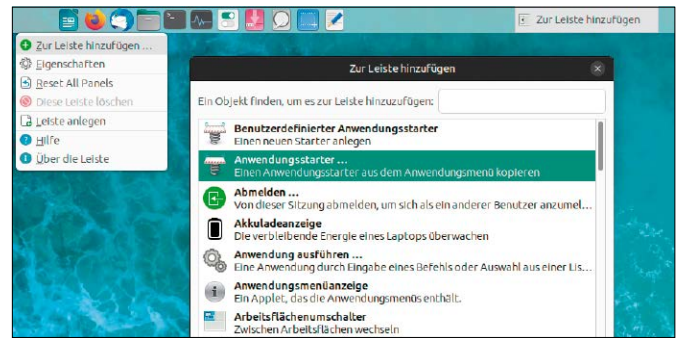 Zur Leiste hinzufügen
Zur Leiste hinzufügen ...
Eigenschaften
Reset All Panels
Diese Leiste löschen
Leiste anlegen
Hilfe
Über die Leiste
Zur Leiste hinzufügen
Ein Objekt finden, um es zur Leiste hinzuzufügen:
Benutzerdefinierter Anwendungsstarter
Einen neuen Starter anlegen
Anwendungsstarter ...
Einen Anwendungsstarter aus dem Anwendungsmenü kopieren
Abmelden ...
Von dieser Sitzung abmelden, um sich als ein anderer Benutzer anzumel...
Akkuladeanzeige
Die verbleibende Energie eines Laptops überwachen
Anwendung ausführen ...
Eine Anwendung durch Eingabe eines Befehls oder Auswahl aus einer Lis...
Anwendungsmenüanzeige
Ein Applet, das die Anwendungsmenüs enthält.
Arbeitsflächenumschalter
Zwischen Arbeitsflächen wechseln